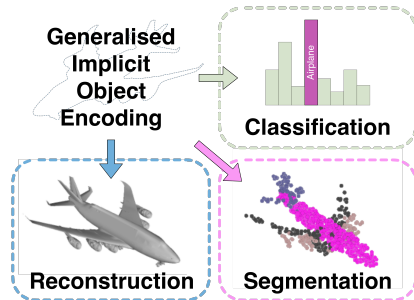 Generalised
Implicit
Object
Encoding
Airplane
Classification
Reconstruction
Segmentation